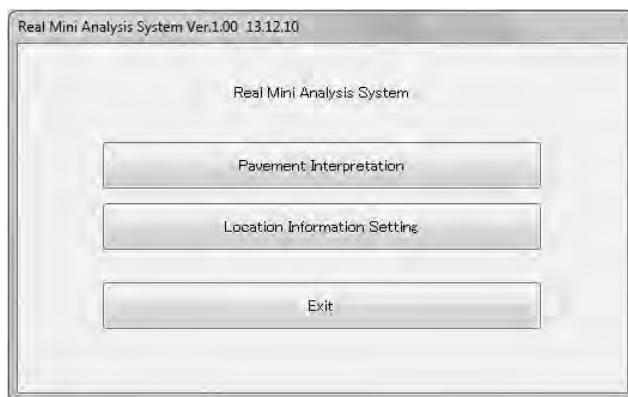 Real Mini Analysis System Ver.1.00 13.12.10
Real Mini Analysis System
Pavement Interpretation
Location Information Setting
Exit